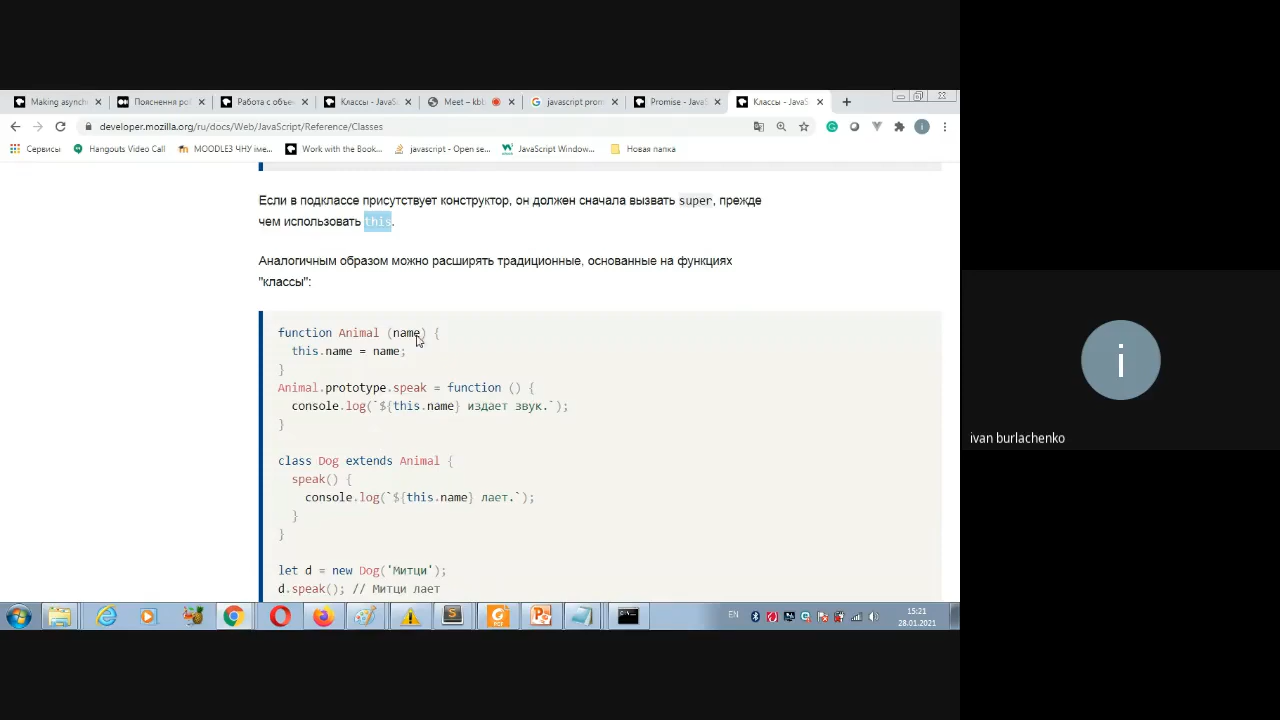 Making asynch
Пояснення ро
Работа с объе
Классы - JavaS
Meet – kb
javascript prom
Promise - JavaS
Классы - JavaS
developer.mozilla.org/ru/docs/Web/JavaScript/Reference/Classes
Сервисы
Hangouts Video Call
MOODLE3 ЧНУ име...
Work with the Book...
javascript - Open se...
JavaScript Window...
Новая папка
Если в подклассе присутствует конструктор, он должен сначала вызвать super, прежде
чем использовать this.
Аналогичным образом можно расширять традиционные, основанные на функциях
"классы":
function Animal (name) {
this.name = name;
}
Animal.prototype.speak = function () {
console.log(`${this.name} издает звук.`);
}
class Dog extends Animal {
speak() {
console.log(`${this.name} лает.`);
}
}
let d = new Dog('Митци');
d.speak(); // Митци лает
EN
15:21
28.01.2021
i
ivan burlachenko